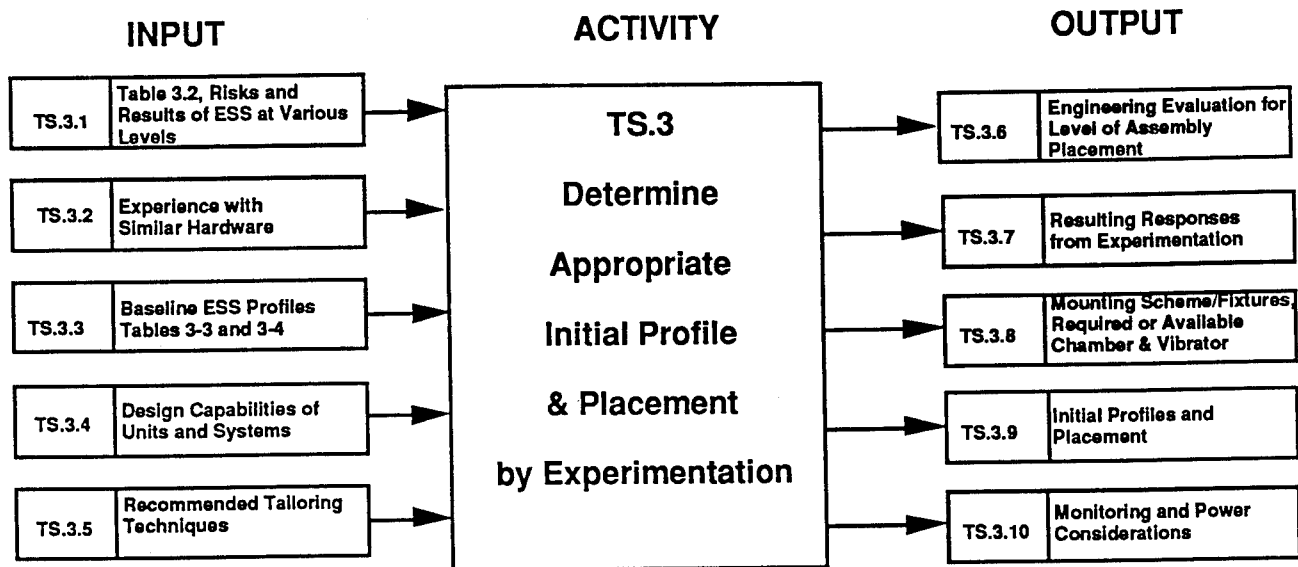 INPUT
ACTIVITY
OUTPUT
TS.3.1
Table 3.2, Risks and
Results of ESS at Various
Levels
TS.3.2
Experience with
Similar Hardware
TS.3.3
Baseline ESS Profiles
Tables 3-3 and 3-4
TS.3.4
Design Capabilities of
Units and Systems
TS.3.5
Recommended Tailoring
Techniques
TS.3
Determine
Appropriate
Initial Profile
& Placement
by Experimentation
TS.3.6
Engineering Evaluation for
Level of Assembly
Placement
TS.3.7
Resulting Responses
from Experimentation
TS.3.8
Mounting Scheme/Fixtures,
Required or Available
Chamber & Vibrator
TS.3.9
Initial Profiles and
Placement
TS.3.10
Monitoring and Power
Considerations